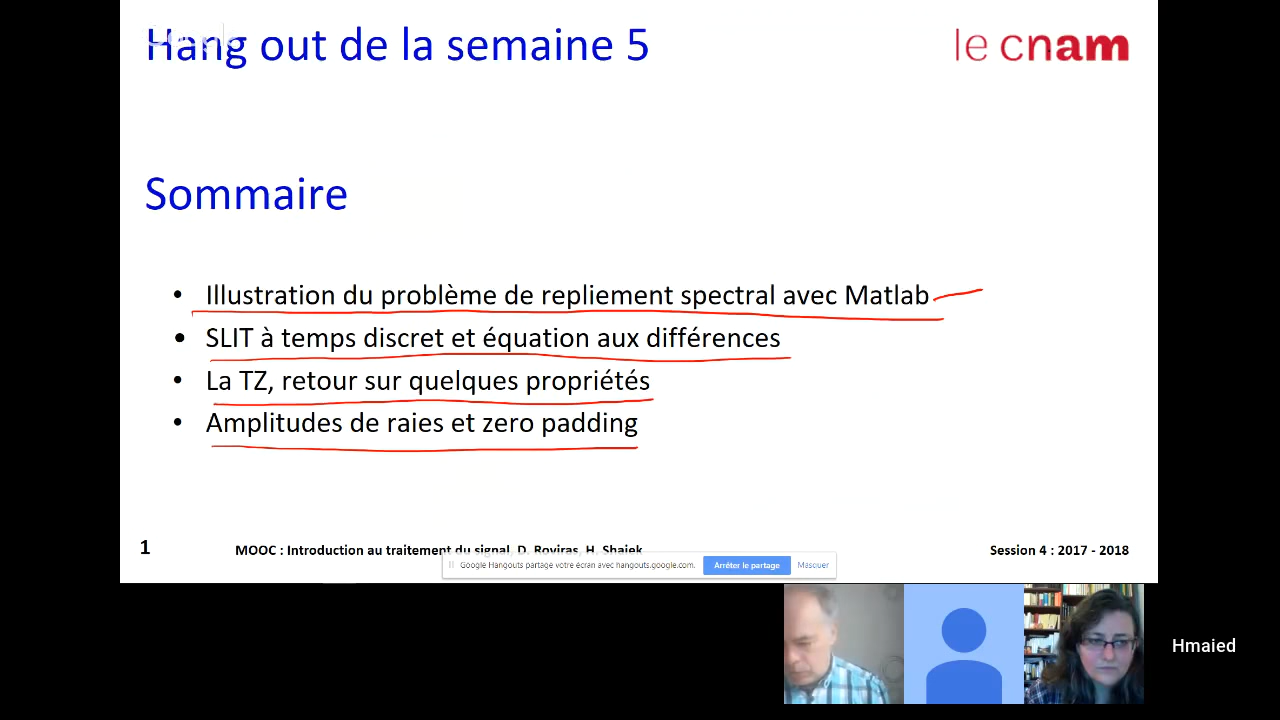 Hang out de la semaine 5
le cnam
Sommaire
• Illustration du problème de repliement spectral avec Matlab
• SLIT à temps discret et équation aux différences
• La TZ, retour sur quelques propriétés
• Amplitudes de raies et zero padding
1
MOOC : Introduction au traitement du signal, D. Roviras, H. Shaiek
Session 4 : 2017 - 2018
Google Hangouts partage votre écran avec hangouts.google.com.
Arrêter le partage
Masquer
Hmaied